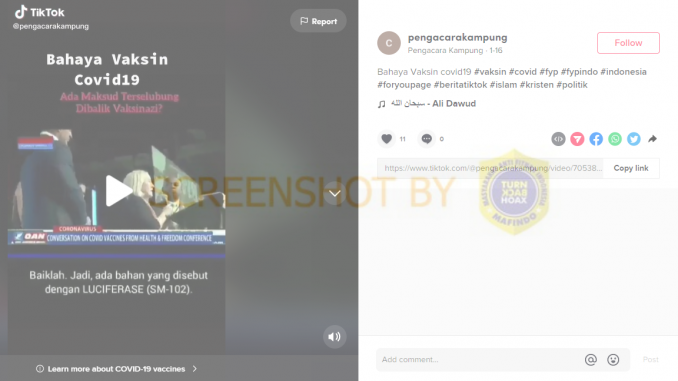 TikTok
@pengacarakampung
Report
Bahaya Vaksin
Covid19
Ada Maksud Terselubung
Dibalik Vaksinazi?
CORONAVIRUS
OAN
CONVERSATION ON COVID VACCINES FROM HEALTH & FREEDOM CONFERENCE
Baiklah. Jadi, ada bahan yang disebut
dengan LUCIFERASE (SM-102).
Learn more about COVID-19 vaccines
C
pengacarakampung
Pengacara Kampung · 1-16
Follow
Bahaya Vaksin covid19 #vaksin #covid #fyp #fypindo #indonesia
#foryoupage #beritatiktok #islam #kristen #politik
سبحان الله - Ali Dawud
11
0
https://www.tiktok.com/@pengacarakampung/video/70538...
Copy link
SCREENSHOT BY
TURN
BACK
HOAX
MAFINDO
Add comment...
Post